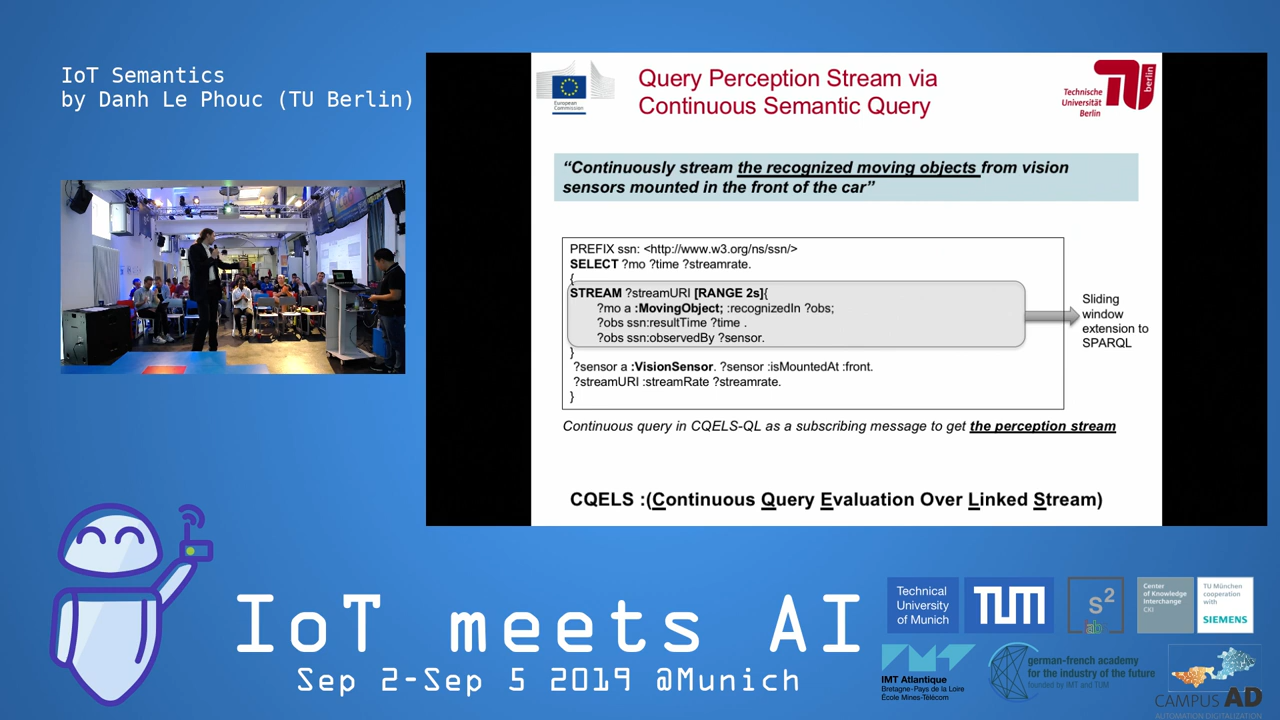 IoT Semantics
by Danh Le Phouc (TU Berlin)
European
Commission
Query Perception Stream via
Continuous Semantic Query
Technische
Universität
Berlin
berlin
“Continuously stream the recognized moving objects from vision
sensors mounted in the front of the car”
PREFIX ssn: <http://www.w3.org/ns/ssn/>
SELECT ?mo ?time ?streamrate.
{
STREAM ?streamURI [RANGE 2s]{
?mo a :MovingObject; :recognizedIn ?obs;
?obs ssn:resultTime ?time .
?obs ssn:observedBy ?sensor.
}
?sensor a :VisionSensor. ?sensor :isMountedAt :front.
?streamURI :streamRate ?streamrate.
}
Sliding
window
extension to
SPARQL
Continuous query in CQELS-QL as a subscribing message to get the perception stream
CQELS :(Continuous Query Evaluation Over Linked Stream)
IoT meets AI
Sep 2-Sep 5 2019 @Munich
Technical
University
of Munich
TUM
s2
lab
Center
of Knowledge
Interchange
CKI
TU München
cooperation
with
SIEMENS
IMT Atlantique
Bretagne-Pays de la Loire
École Mines-Télécom
german-french academy
for the industry of the future
founded by IMT and TUM
CAMPUS AD
AUTOMATION DIGITALIZATION